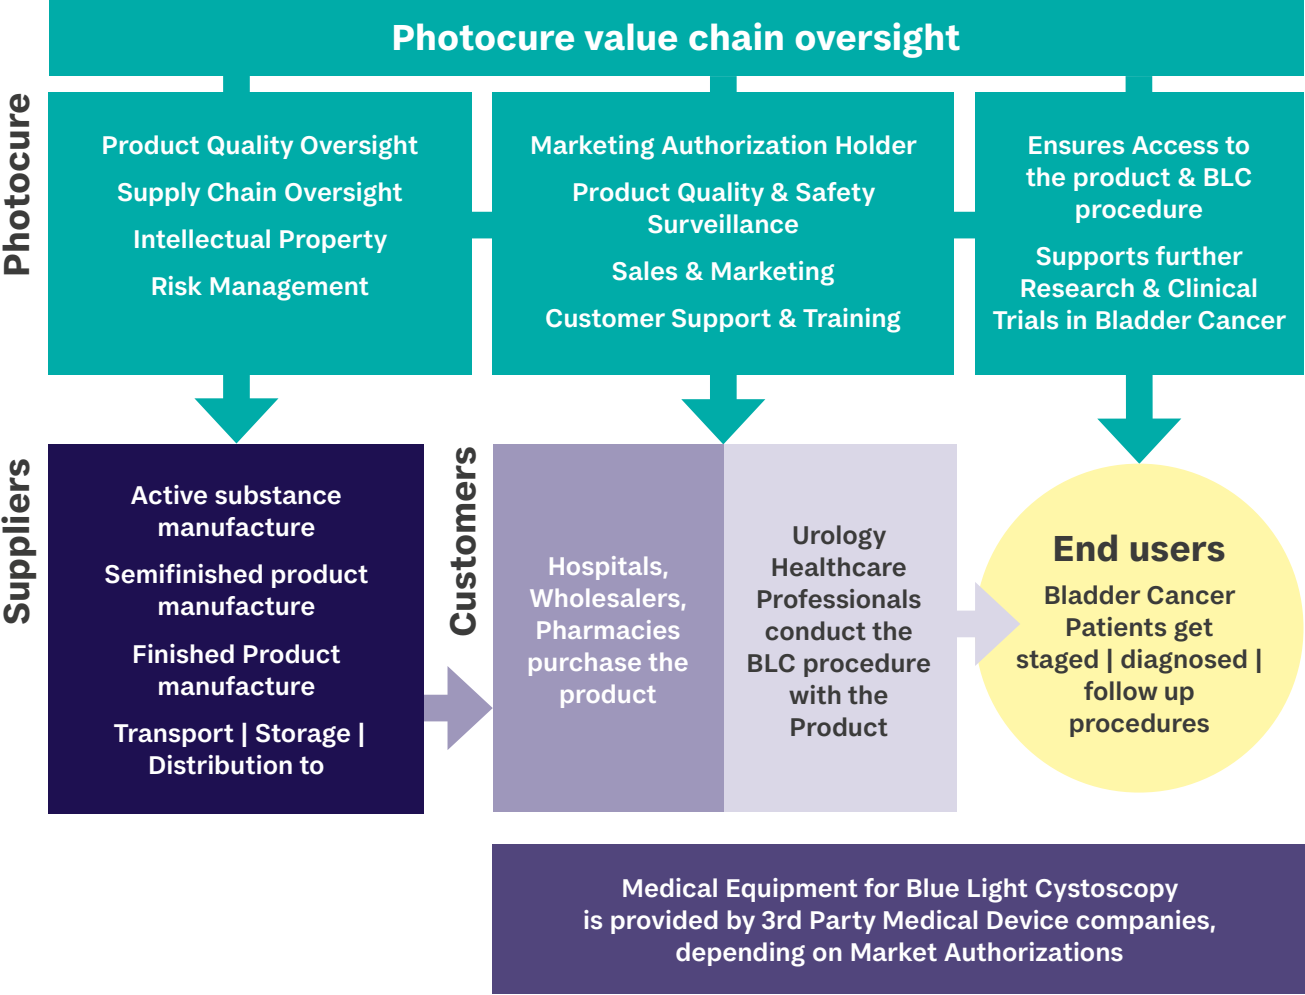 Photocure value chain oversight
Photocure
Product Quality Oversight
Supply Chain Oversight
Intellectual Property
Risk Management
Marketing Authorization Holder
Product Quality & Safety
Surveillance
Sales & Marketing
Customer Support & Training
Ensures Access to
the product & BLC
procedure
Supports further
Research & Clinical
Trials in Bladder Cancer
Suppliers
Active substance
manufacture
Semifinished product
manufacture
Finished Product
manufacture
Transport | Storage |
Distribution to
Customers
Hospitals,
Wholesalers,
Pharmacies
purchase the
product
Urology
Healthcare
Professionals
conduct the
BLC procedure
with the
Product
End users
Bladder Cancer
Patients get
staged | diagnosed |
follow up
procedures
Medical Equipment for Blue Light Cystoscopy
is provided by 3rd Party Medical Device companies,
depending on Market Authorizations